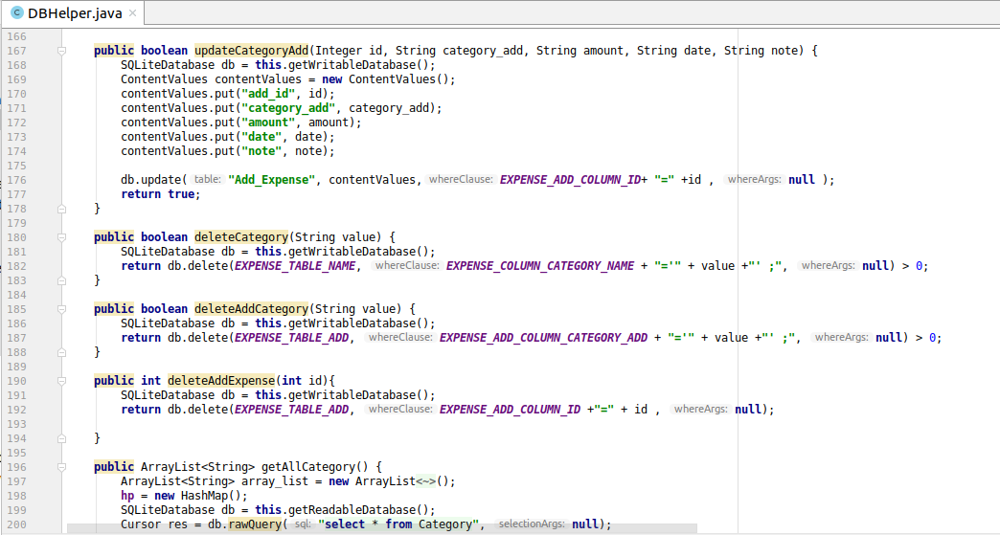 DBHelper.java
166
167 public boolean updateCategoryAdd(Integer id, String category_add, String amount, String date, String note) {
168 SQLiteDatabase db = this.getWritableDatabase();
169 ContentValues contentValues = new ContentValues();
170 contentValues.put("add_id", id);
171 contentValues.put("category_add", category_add);
172 contentValues.put("amount", amount);
173 contentValues.put("date", date);
174 contentValues.put("note", note);
175
176 db.update( table: "Add_Expense", contentValues, whereClause: EXPENSE_ADD_COLUMN_ID+ "=" +id , whereArgs: null );
177 return true;
178 }
179
180 public boolean deleteCategory(String value) {
181 SQLiteDatabase db = this.getWritableDatabase();
182 return db.delete(EXPENSE_TABLE_NAME, whereClause: EXPENSE_COLUMN_CATEGORY_NAME + "='" + value +"' ;", whereArgs: null) > 0;
183 }
184
185 public boolean deleteAddCategory(String value) {
186 SQLiteDatabase db = this.getWritableDatabase();
187 return db.delete(EXPENSE_TABLE_ADD, whereClause: EXPENSE_ADD_COLUMN_CATEGORY_ADD + "='" + value +"' ;", whereArgs: null) > 0;
188 }
189
190 public int deleteAddExpense(int id){
191 SQLiteDatabase db = this.getWritableDatabase();
192 return db.delete(EXPENSE_TABLE_ADD, whereClause: EXPENSE_ADD_COLUMN_ID +"=" + id , whereArgs: null);
193
194 }
195
196 public ArrayList<String> getAllCategory() {
197 ArrayList<String> array_list = new ArrayList<~>();
198 hp = new HashMap();
199 SQLiteDatabase db = this.getReadableDatabase();
200 Cursor res = db.rawQuery( sql: "select * from Category", selectionArgs: null);